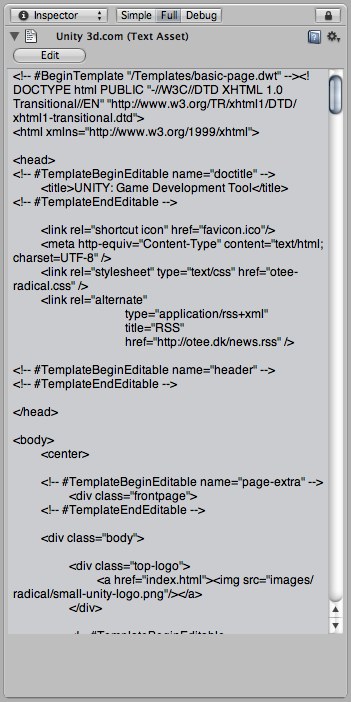 Inspector Simple Full Debug
Unity 3d.com (Text Asset)
Edit
<!-- #BeginTemplate "/Templates/basic-page.dwt" --><!
DOCTYPE html PUBLIC "-//W3C//DTD XHTML 1.0
Transitional//EN" "http://www.w3.org/TR/xhtml1/DTD/
xhtml1-transitional.dtd">
<html xmlns="http://www.w3.org/1999/xhtml">
<head>
<!-- #TemplateBeginEditable name="doctitle" -->
<title>UNITY: Game Development Tool</title>
<!-- #TemplateEndEditable -->
<link rel="shortcut icon" href="favicon.ico"/>
<meta http-equiv="Content-Type" content="text/html;
charset=UTF-8" />
<link rel="stylesheet" type="text/css" href="otee-
radical.css" />
<link rel="alternate"
type="application/rss+xml"
title="RSS"
href="http://otee.dk/news.rss" />
<!-- #TemplateBeginEditable name="header" -->
<!-- #TemplateEndEditable -->
</head>
<body>
<center>
<!-- #TemplateBeginEditable name="page-extra" -->
<div class="frontpage">
<!-- #TemplateEndEditable -->
<div class="body">
<div class="top-logo">
<a href="index.html"><img src="images/
radical/small-unity-logo.png"/></a>
</div>
<!-- #TemplateBeginEditable